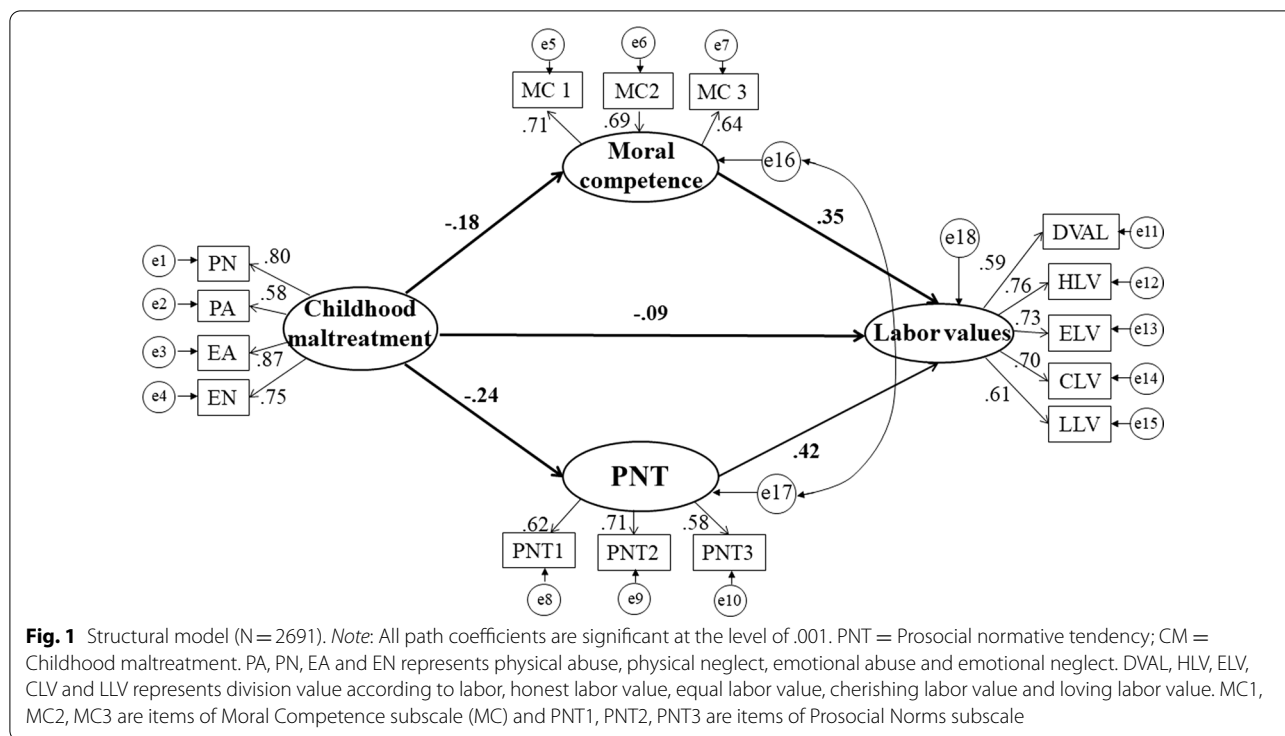 e5
e6
e7
MC 1
MC2
MC 3
.71
.69
.64
Moral
competence
e16
-.18
.35
e18
DVAL
e11
.59
e1
PN
.80
HLV
e12
.76
e2
PA
.58
Childhood
maltreatment
-.09
Labor values
.73
ELV
e13
e3
EA
.87
.70
CLV
e14
e4
EN
.75
.61
LLV
e15
-.24
.42
PNT
e17
.62
.71
.58
PNT1
PNT2
PNT3
e8
e9
e10
Fig. 1 Structural model (N = 2691). Note: All path coefficients are significant at the level of .001. PNT = Prosocial normative tendency; CM =
Childhood maltreatment. PA, PN, EA and EN represents physical abuse, physical neglect, emotional abuse and emotional neglect. DVAL, HLV, ELV,
CLV and LLV represents division value according to labor, honest labor value, equal labor value, cherishing labor value and loving labor value. MC1,
MC2, MC3 are items of Moral Competence subscale (MC) and PNT1, PNT2, PNT3 are items of Prosocial Norms subscale